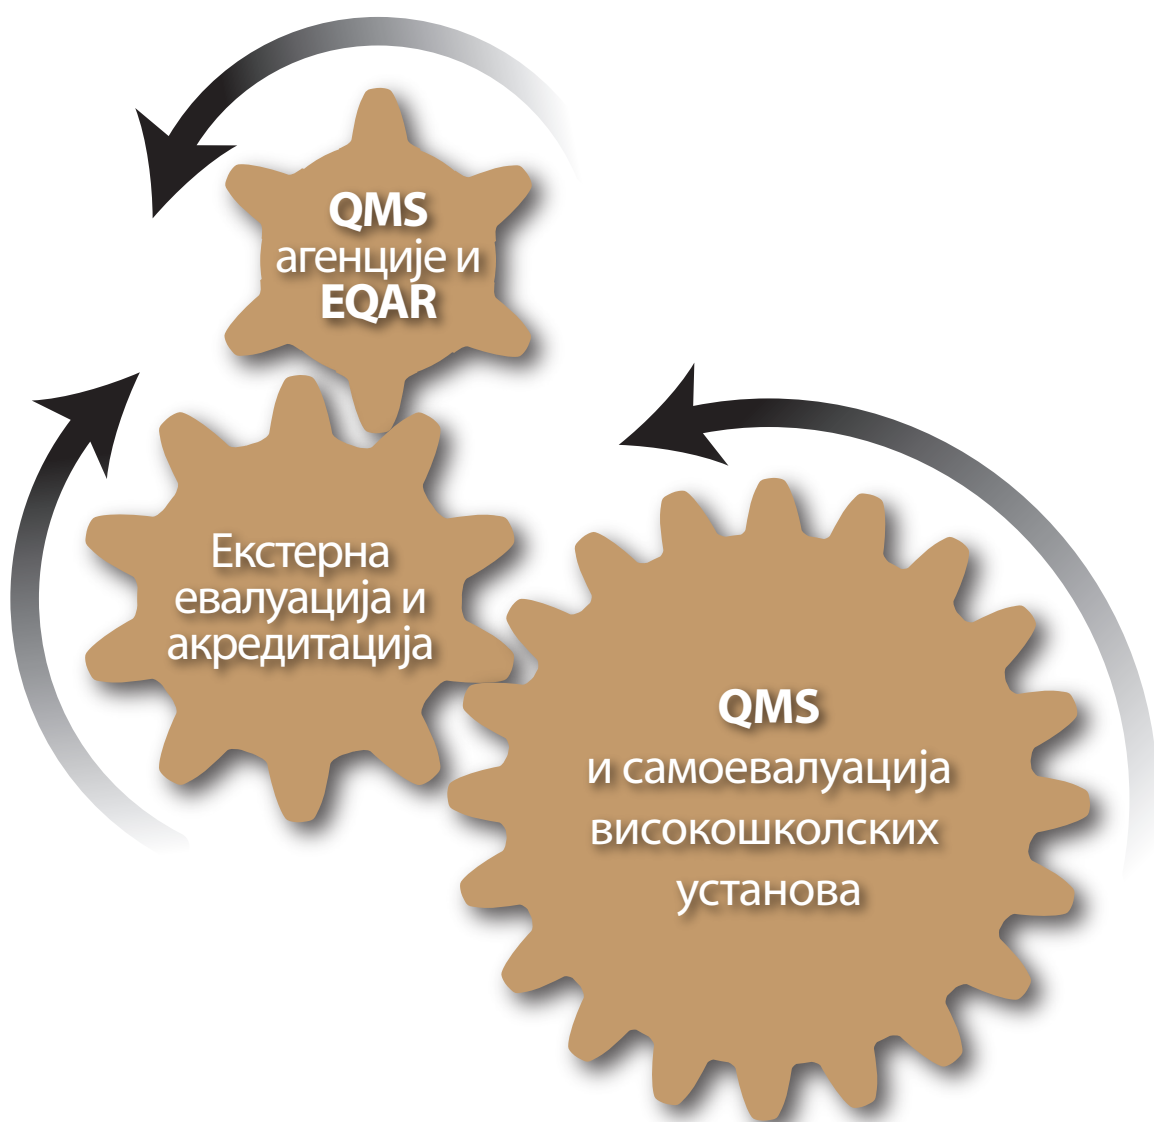 QMS
агенције и
EQAR
Екстерна
евалуација и
акредитација
QMS
и самоевалуација
високошколских
установа